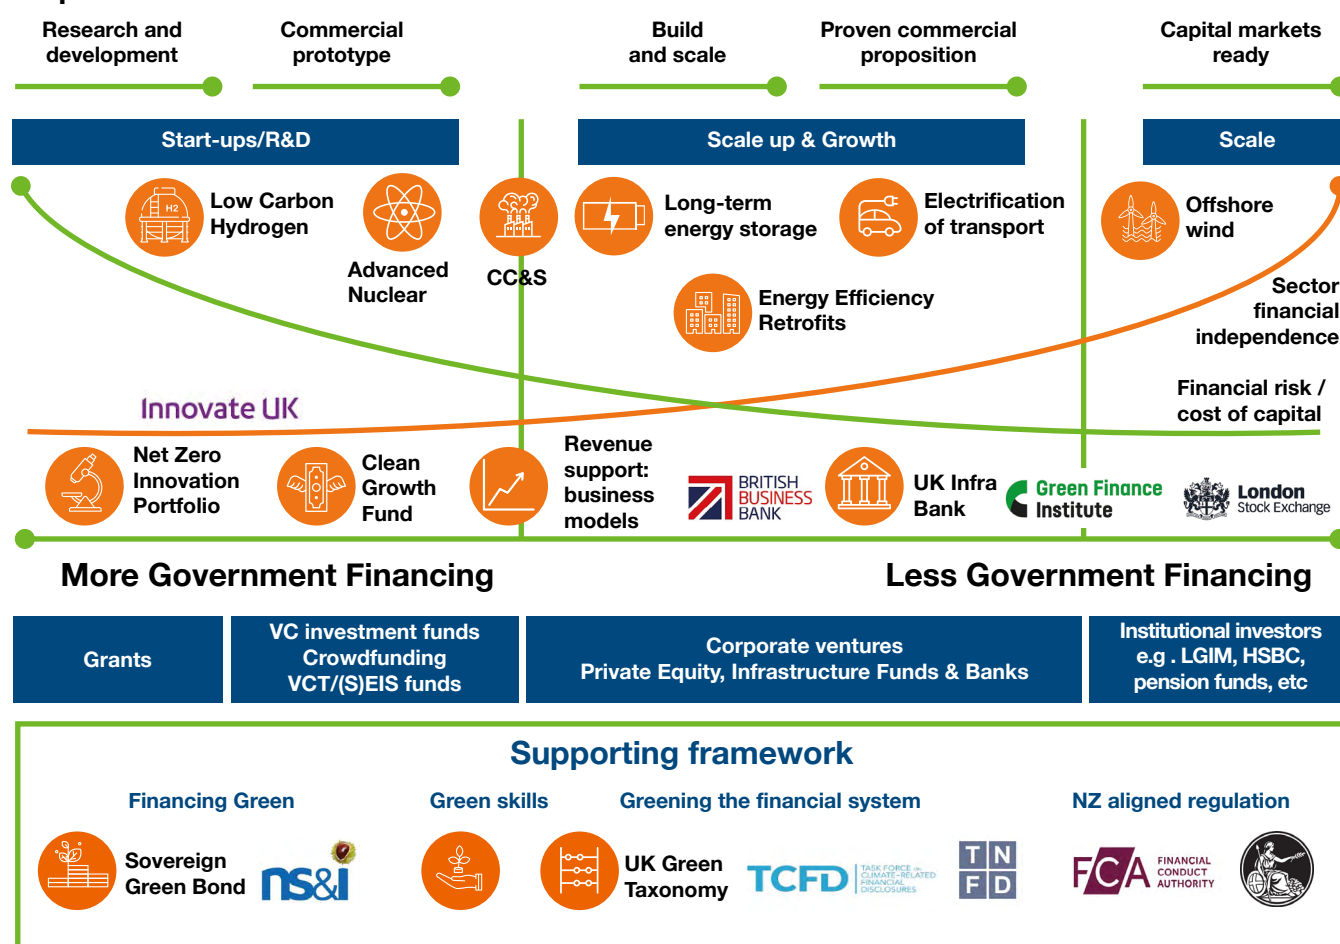 Research and
development
Commercial
prototype
Build
and scale
Proven commercial
proposition
Capital markets
ready
Start-ups/R&D
Scale up & Growth
Scale
H2
Low Carbon
Hydrogen
Advanced
Nuclear
CC&S
Long-term
energy storage
Electrification
of transport
Energy Efficiency
Retrofits
Offshore
wind
Sector
financial
independence
Financial risk /
cost of capital
Innovate UK
Net Zero
Innovation
Portfolio
Clean
Growth
Fund
Revenue
support:
business
models
BRITISH
BUSINESS
BANK
UK Infra
Bank
Green Finance
Institute
London
Stock Exchange
More Government Financing
Less Government Financing
Grants
VC investment funds
Crowdfunding
VCT/(S)EIS funds
Corporate ventures
Private Equity, Infrastructure Funds & Banks
Institutional investors
e.g . LGIM, HSBC,
pension funds, etc
Supporting framework
Financing Green
Green skills
Greening the financial system
NZ aligned regulation
Sovereign
Green Bond
ns&i
UK Green
Taxonomy
TCFD
TASK FORCE ON
CLIMATE-RELATED
FINANCIAL
DISCLOSURES
TN
FD
FCA
FINANCIAL
CONDUCT
AUTHORITY